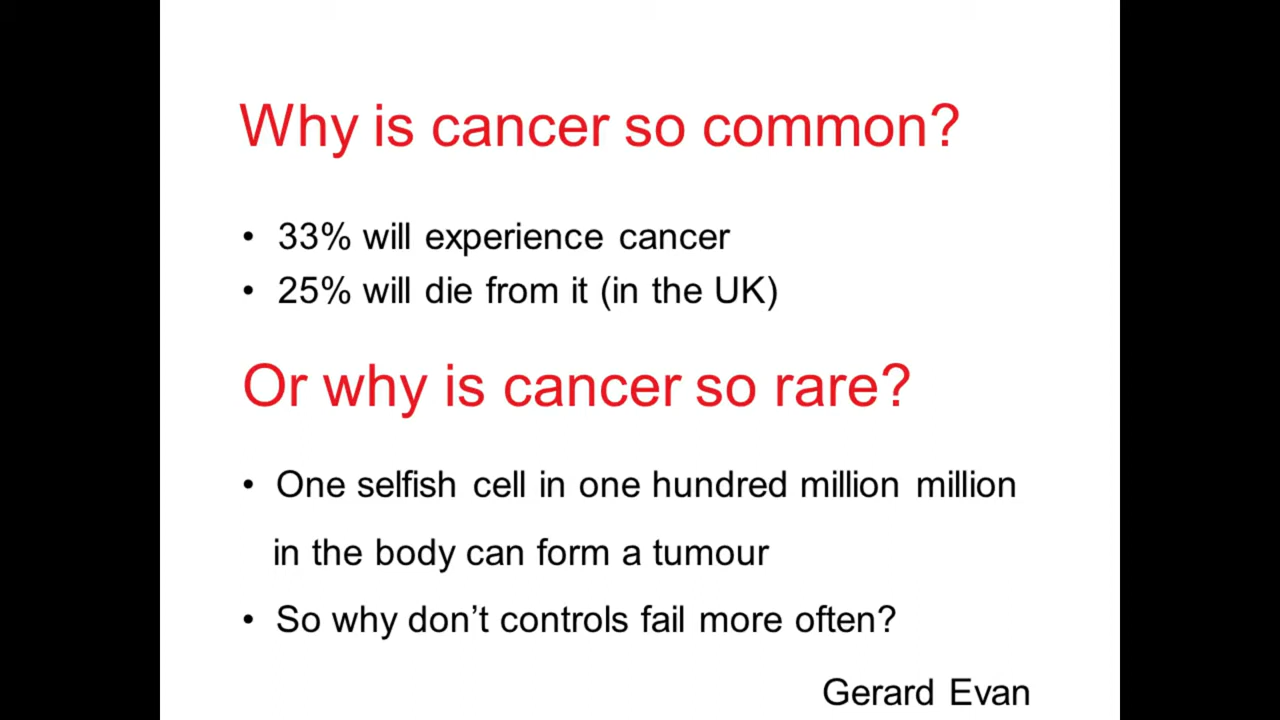 Why is cancer so common?
• 33% will experience cancer
• 25% will die from it (in the UK)
Or why is cancer so rare?
• One selfish cell in one hundred million million
in the body can form a tumour
• So why don’t controls fail more often?
Gerard Evan